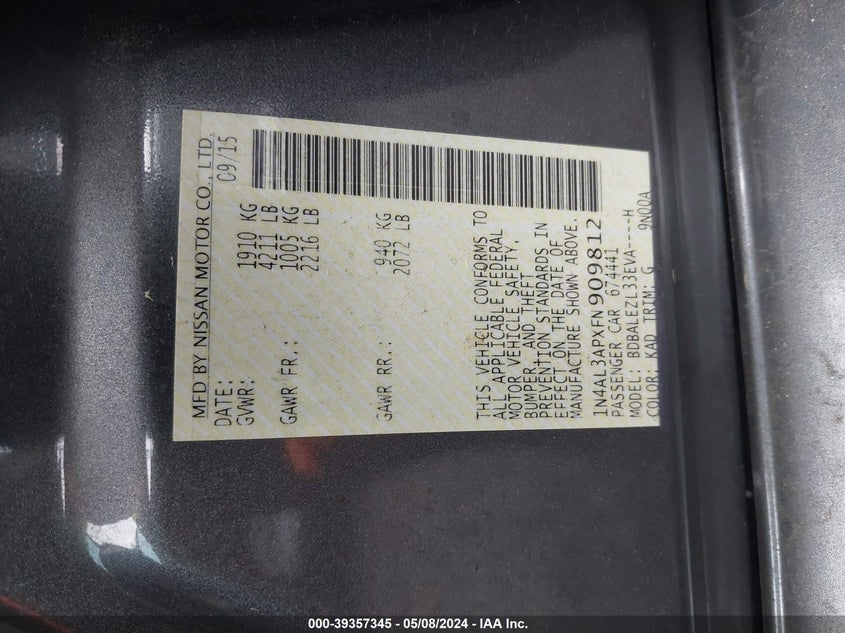 MFD BY NISSAN MOTOR CO., LTD.
DATE: 09/15
GVWR: 1910 KG
4211 LB
GAWR FR.: 1005 KG
2216 LB
GAWR RR.: 940 KG
2072 LB
THIS VEHICLE CONFORMS TO
ALL APPLICABLE FEDERAL
MOTOR VEHICLE SAFETY,
BUMPER, AND THEFT
PREVENTION STANDARDS IN
EFFECT ON THE DATE OF
MANUFACTURE SHOWN ABOVE.
1N4AL3APXFN909812
PASSENGER CAR 674441
MODEL: BDBALEZL33EVA----H
COLOR: KAD TRIM: G 9N00A
000-39357345 - 05/08/2024 - IAA Inc.